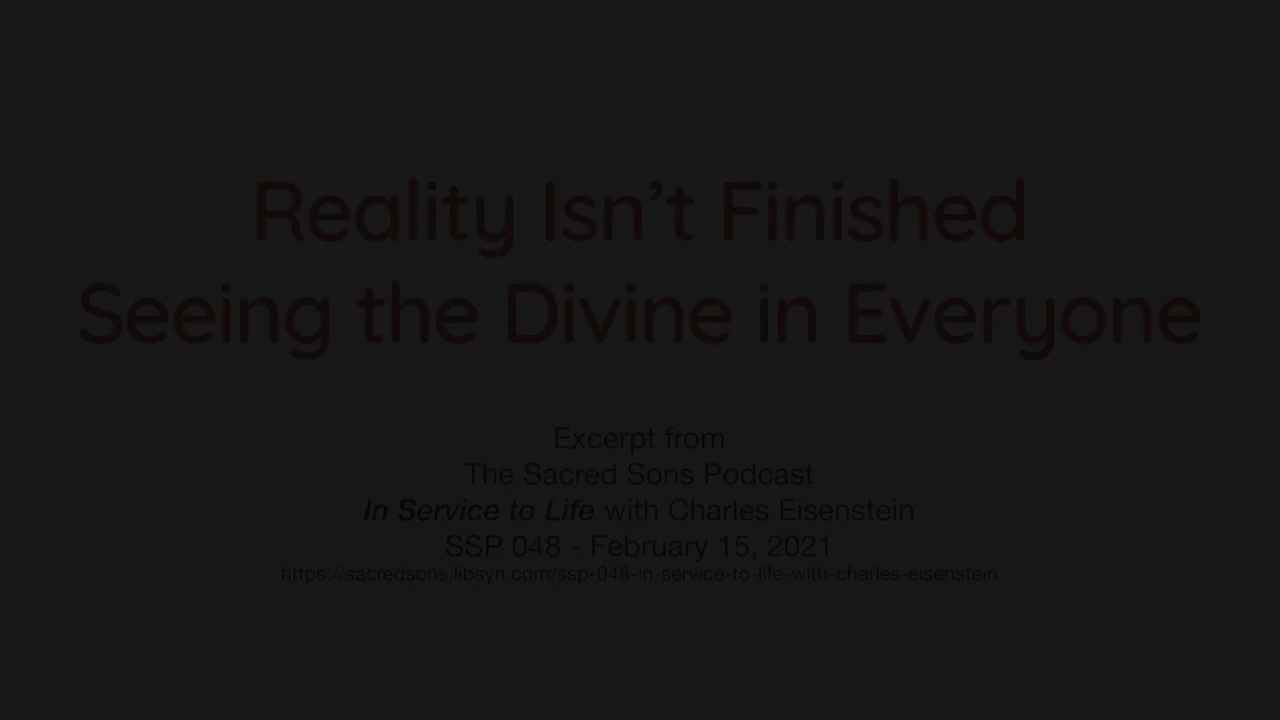 Reality Isn’t Finished
Seeing the Divine in Everyone
Excerpt from
The Sacred Sons Podcast
In Service to Life with Charles Eisenstein
SSP 048 - February 15, 2021
https://sacredsons.libsyn.com/ssp-048-in-service-to-life-with-charles-eisenstein